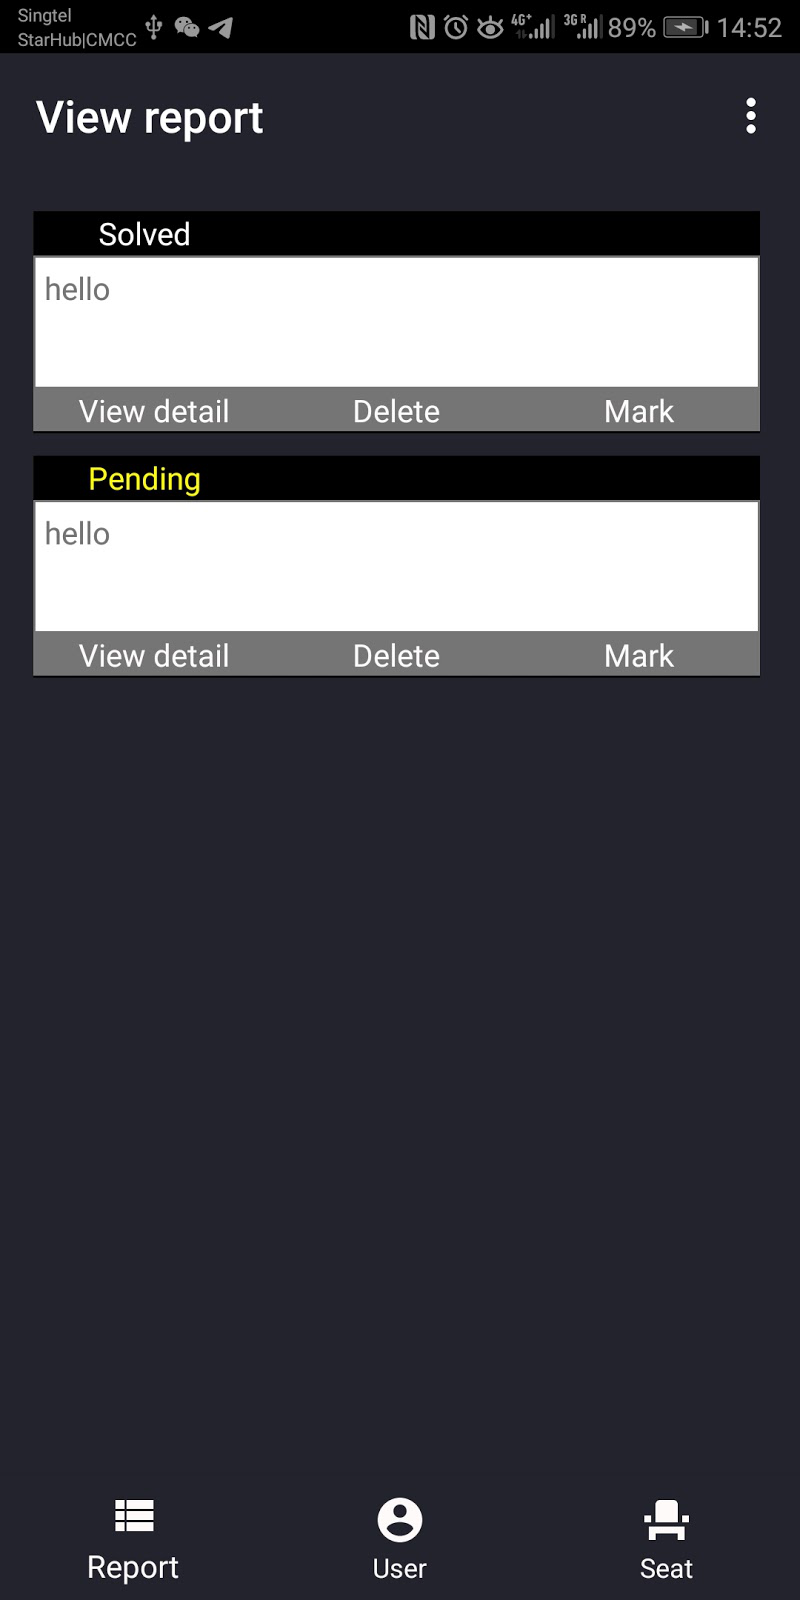 Singtel
StarHub|CMCC 4G+ 3G R 89% 14:52
View report
Solved
hello
View detail Delete Mark
Pending
hello
View detail Delete Mark
Report User Seat